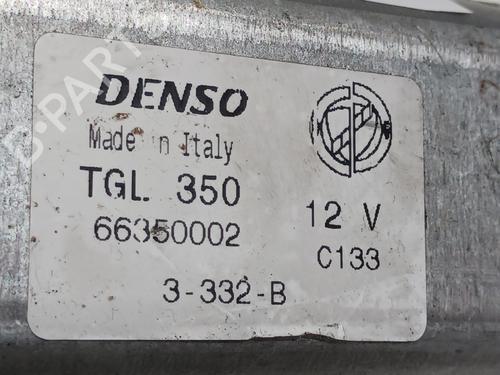 DENSO
Made in Italy
TGL 350
12 V
66350002
C133
3-332-B